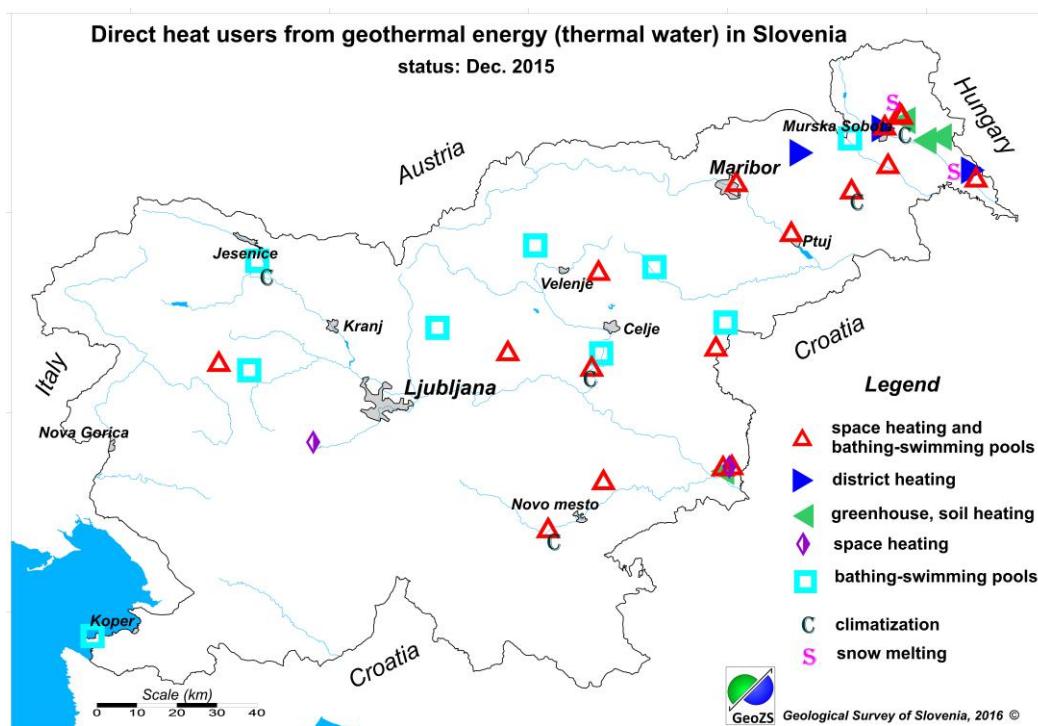 Direct heat users from geothermal energy (thermal water) in Slovenia
status: Dec. 2015
Hungary
S
Murska Sobota
C
Austria
Maribor
S
C
Ptuj
Jesenice
C
Velenje
Kranj
Celje
Croatia
Italy
C
Ljubljana
Nova Gorica
Novo mesto
C
Koper
Croatia
Legend
space heating and
bathing-swimming pools
district heating
greenhouse, soil heating
space heating
bathing-swimming pools
C climatization
S snow melting
Scale (km)
0 10 20 30 40
GeoZS
Geological Survey of Slovenia, 2016 ©